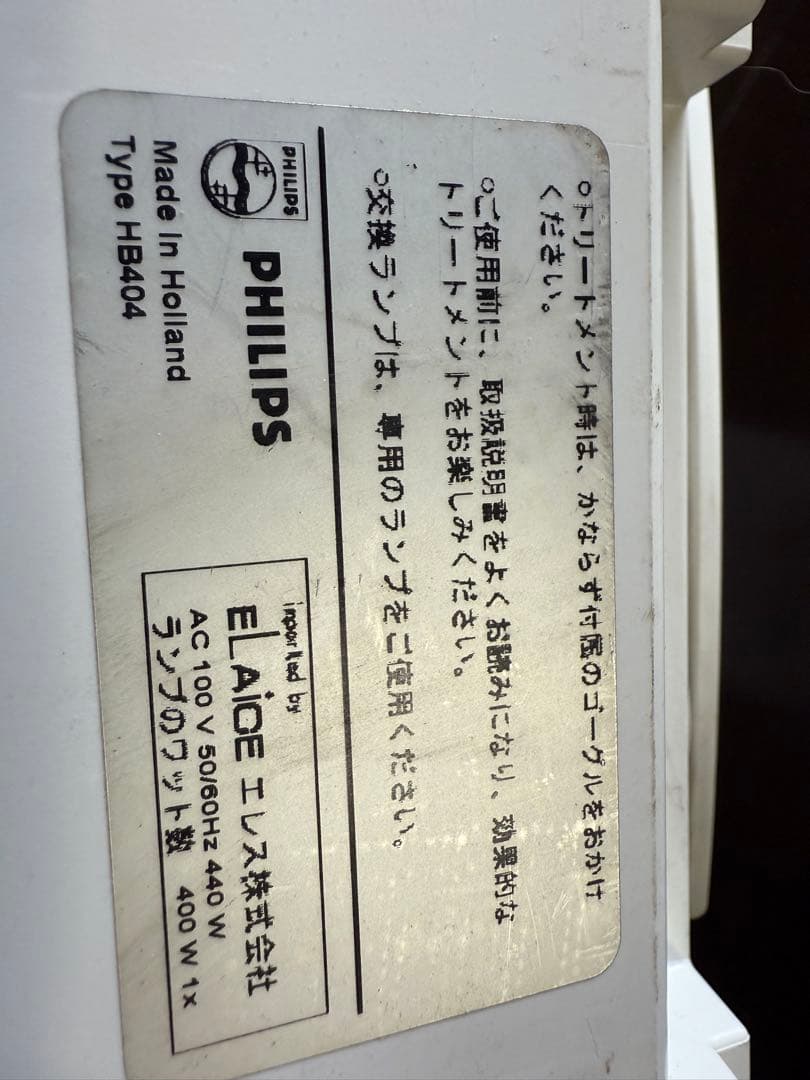 ○トリートメント時は、かならず付属のゴーグルをおかけ
ください。
○ご使用前に、取扱説明書をよくお読みになり、効果的な
トリートメントをお楽しみください。
○交換ランプは、専用のランプをご使用ください。
PHILIPS
PHILIPS
Made in Holland
Type HB404
imported by
eLAiCE エレス株式会社
AC 100 V 50/60Hz 440 W
ランプのワット数 400 W 1x